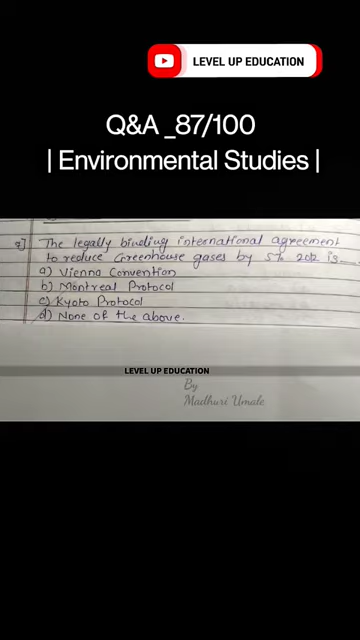 LEVEL UP EDUCATION
Q&A _87/100
| Environmental Studies |
Q] The legally binding international agreement
to reduce Greenhouse gases by 5% 2012 is
a) Vienna Convention
b) Montreal Protocol
c) Kyoto Protocol
d) None of the above.
LEVEL UP EDUCATION
By
Madhuri Umale